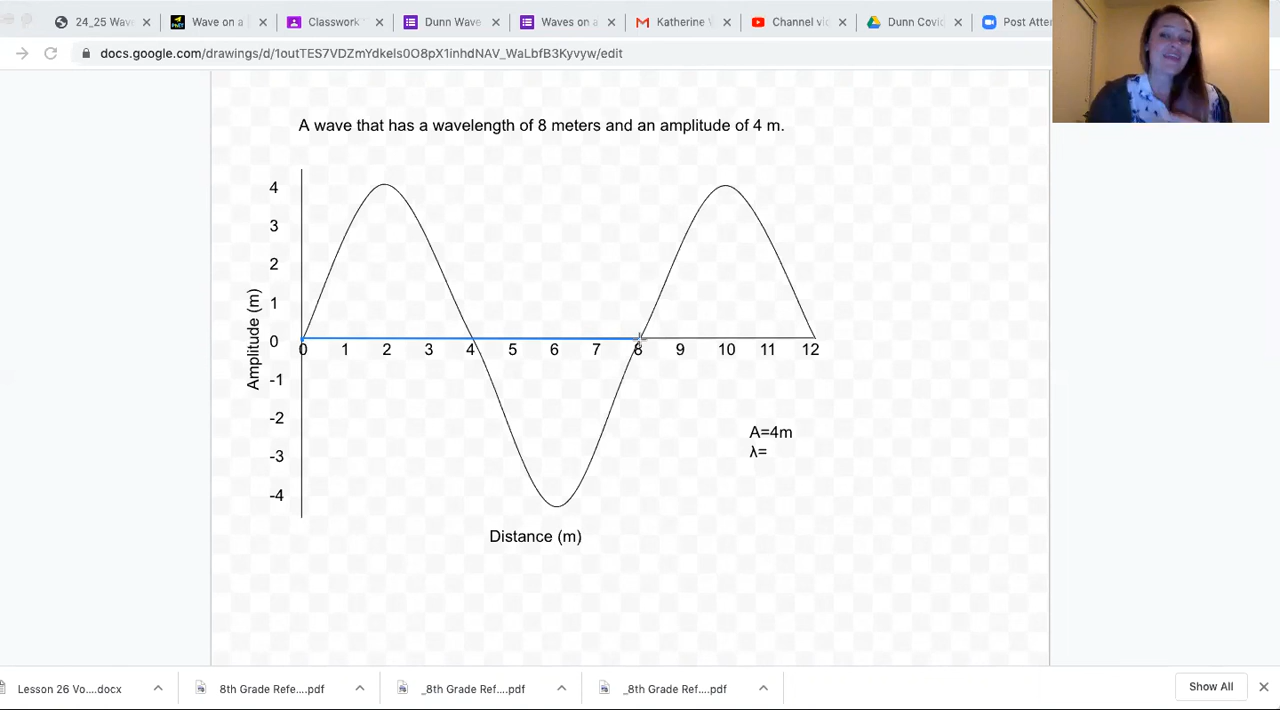 24_25 Wave
Wave on a
Classwork
Dunn Wave
Waves on a
Katherine
Channel vi
Dunn Covid
Post Atte
docs.google.com/drawings/d/1outTES7VDZmYdkeIs0O8pX1inhdNAV_WaLbfB3Kyvyw/edit
A wave that has a wavelength of 8 meters and an amplitude of 4 m.
4
3
2
1
0
-1
-2
-3
-4
Amplitude (m)
0 1 2 3 4 5 6 7 8 9 10 11 12
A=4m
λ=
Distance (m)
Lesson 26 Vo....docx
8th Grade Refe....pdf
_8th Grade Ref....pdf
_8th Grade Ref....pdf
Show All